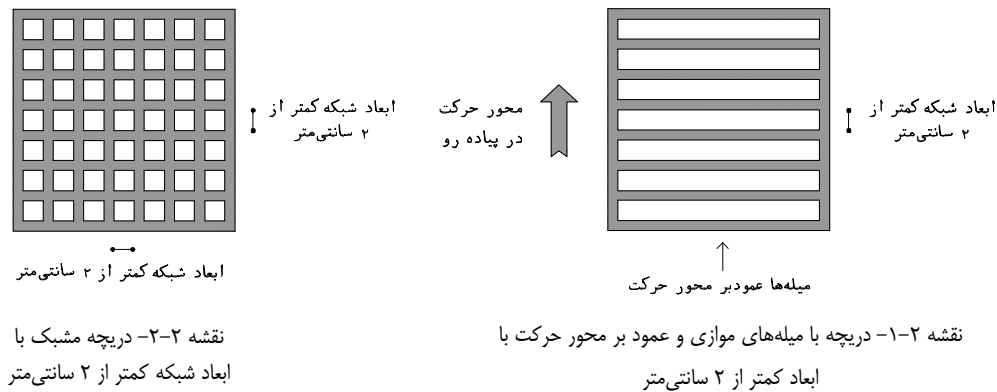 ابعاد شبکه کمتر از
۲ سانتی‌متر
محور حرکت
در پیاده رو
ابعاد شبکه کمتر از
۲ سانتی‌متر
میله‌ها عمودبر محور حرکت
ابعاد شبکه کمتر از ۲ سانتی‌متر
نقشه ۲-۱- دریچه با میله‌های موازی و عمود بر محور حرکت با
ابعاد کمتر از ۲ سانتی‌متر
نقشه ۲-۲- دریچه مشبک با
ابعاد شبکه کمتر از ۲ سانتی‌متر